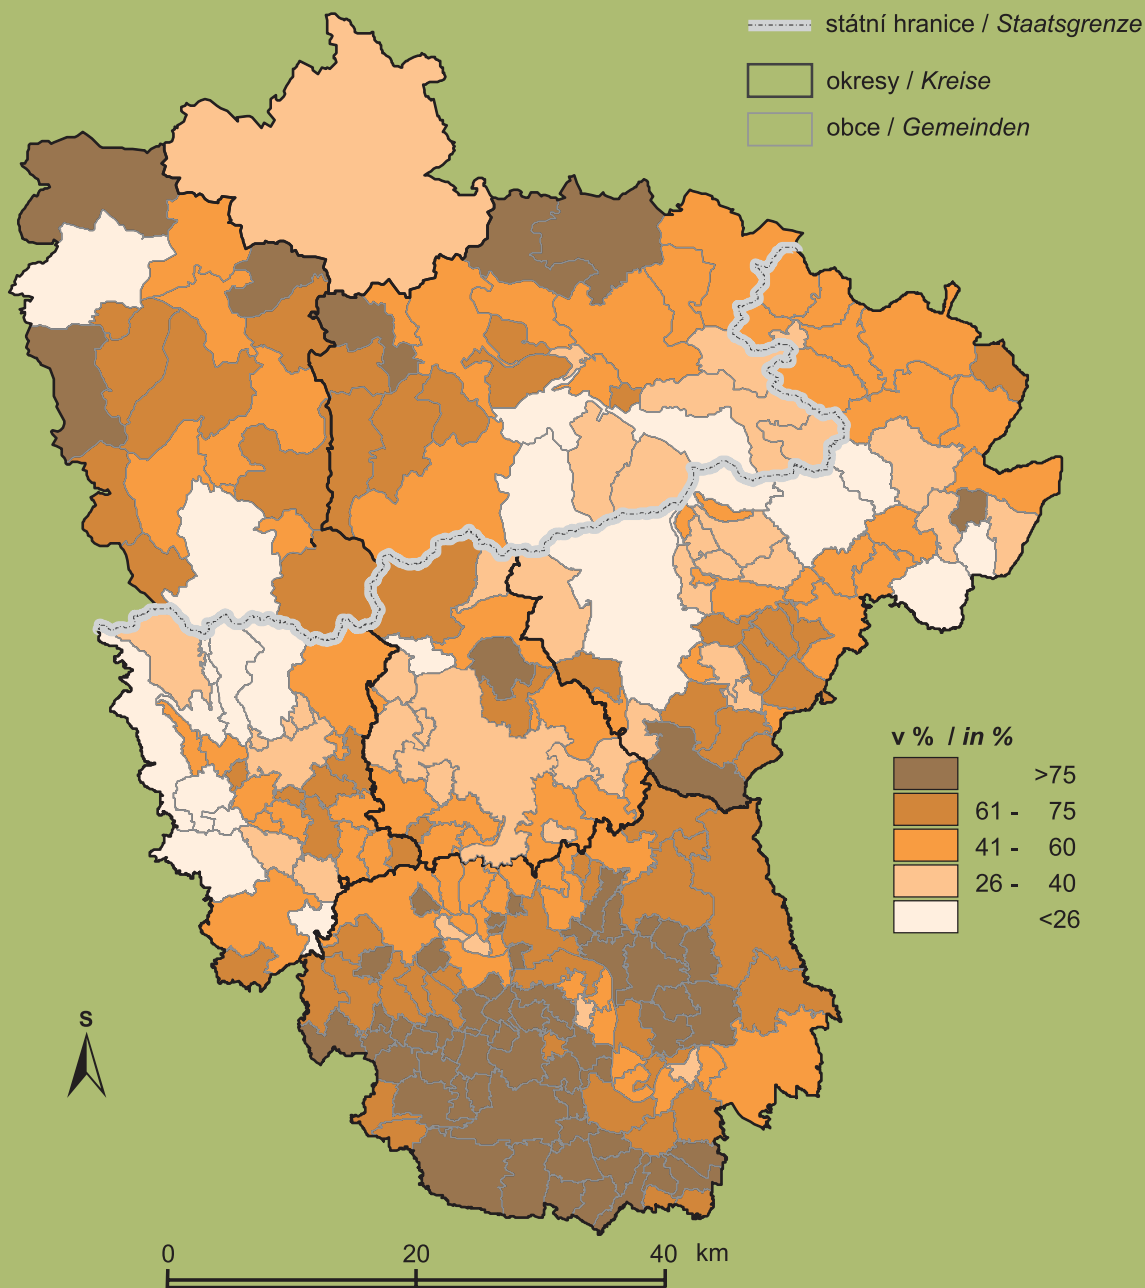 státní hranice / Staatsgrenze
okresy / Kreise
obce / Gemeinden
v % / in %
>75
61 - 75
41 - 60
26 - 40
<26
S
0 20 40 km